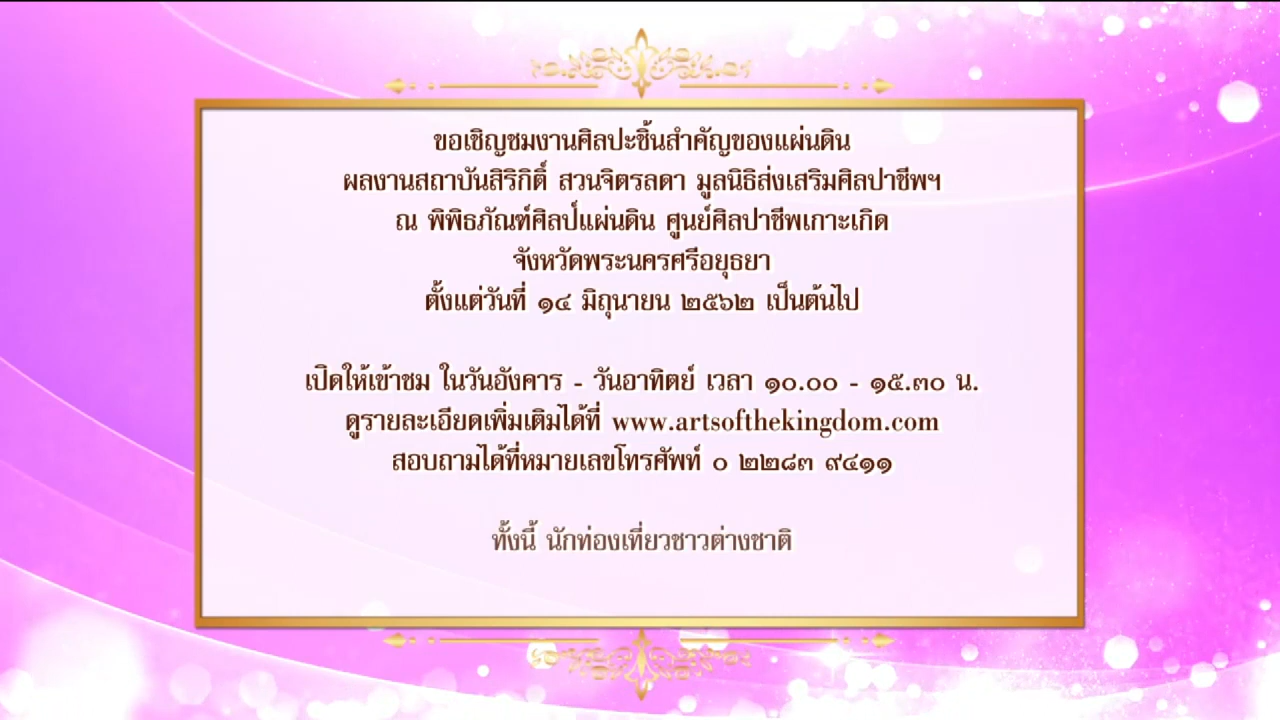 ขอเชิญชมงานศิลปะชิ้นสำคัญของแผ่นดิน
ผลงานสถาบันสิริกิติ์ สวนจิตรลดา มูลนิธิส่งเสริมศิลปาชีพฯ
ณ พิพิธภัณฑ์ศิลป์แผ่นดิน ศูนย์ศิลปาชีพเกาะเกิด
จังหวัดพระนครศรีอยุธยา
ตั้งแต่วันที่ ๑๔ มิถุนายน ๒๕๖๒ เป็นต้นไป
เปิดให้เข้าชม ในวันอังคาร - วันอาทิตย์ เวลา ๑๐.๐๐ - ๑๕.๓๐ น.
ดูรายละเอียดเพิ่มเติมได้ที่ www.artsofthekingdom.com
สอบถามได้ที่หมายเลขโทรศัพท์ ๐ ๒๒๘๓ ๙๔๑๑
ทั้งนี้ นักท่องเที่ยวชาวต่างชาติ